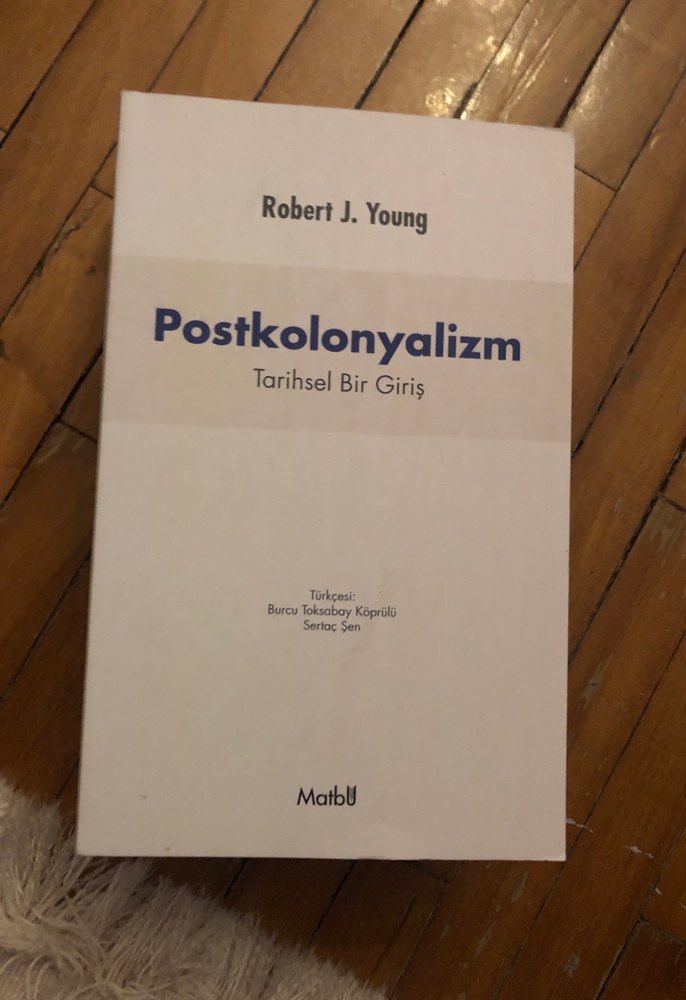 Robert J. Young
Postkolonyalizm
Tarihsel Bir Giriş
Türkçesi:
Burcu Toksabay Köprülü
Sertaç Şen
MatbU